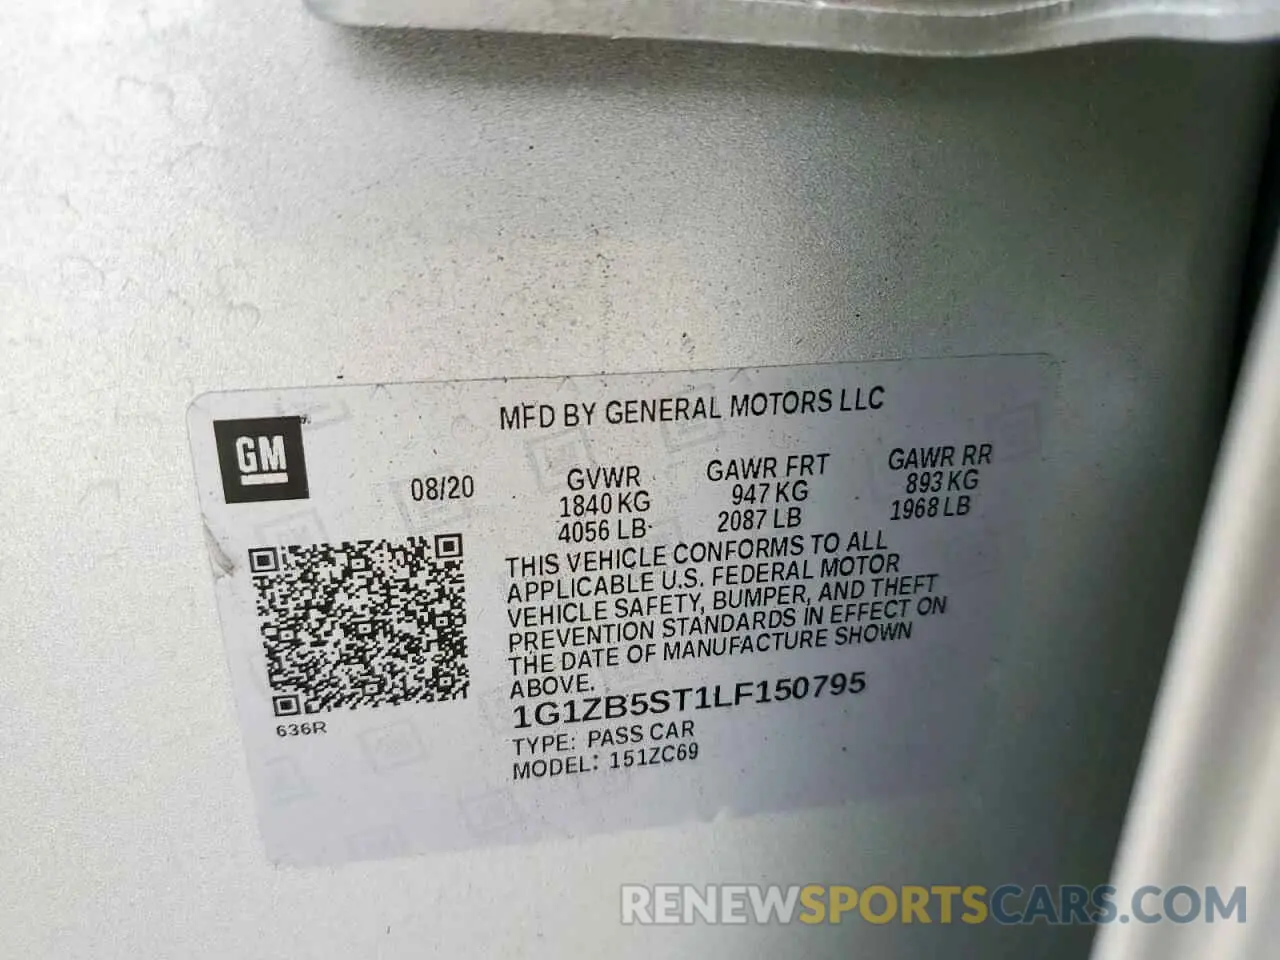 MFD BY GENERAL MOTORS LLC
GM
08/20
GVWR GAWR FRT GAWR RR
1840 KG 947 KG 893 KG
4056 LB 2087 LB 1968 LB
THIS VEHICLE CONFORMS TO ALL
APPLICABLE U.S. FEDERAL MOTOR
VEHICLE SAFETY, BUMPER, AND THEFT
PREVENTION STANDARDS IN EFFECT ON
THE DATE OF MANUFACTURE SHOWN
ABOVE.
636R
1G1ZB5ST1LF150795
TYPE: PASS CAR
MODEL: 151ZC69
RENEWSPORTSCARS.COM